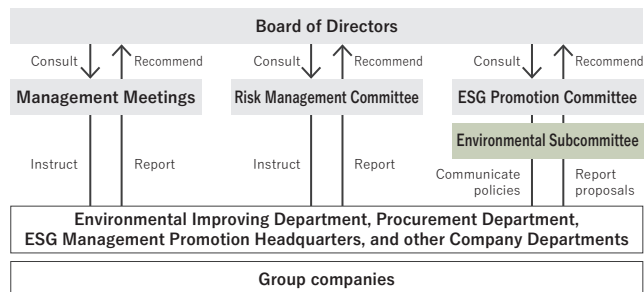 Board of Directors
Consult
Recommend
Consult
Recommend
Consult
Recommend
Management Meetings
Risk Management Committee
ESG Promotion Committee
Environmental Subcommittee
Instruct
Report
Instruct
Report
Communicate
policies
Report
proposals
Environmental Improving Department, Procurement Department,
ESG Management Promotion Headquarters, and other Company Departments
Group companies